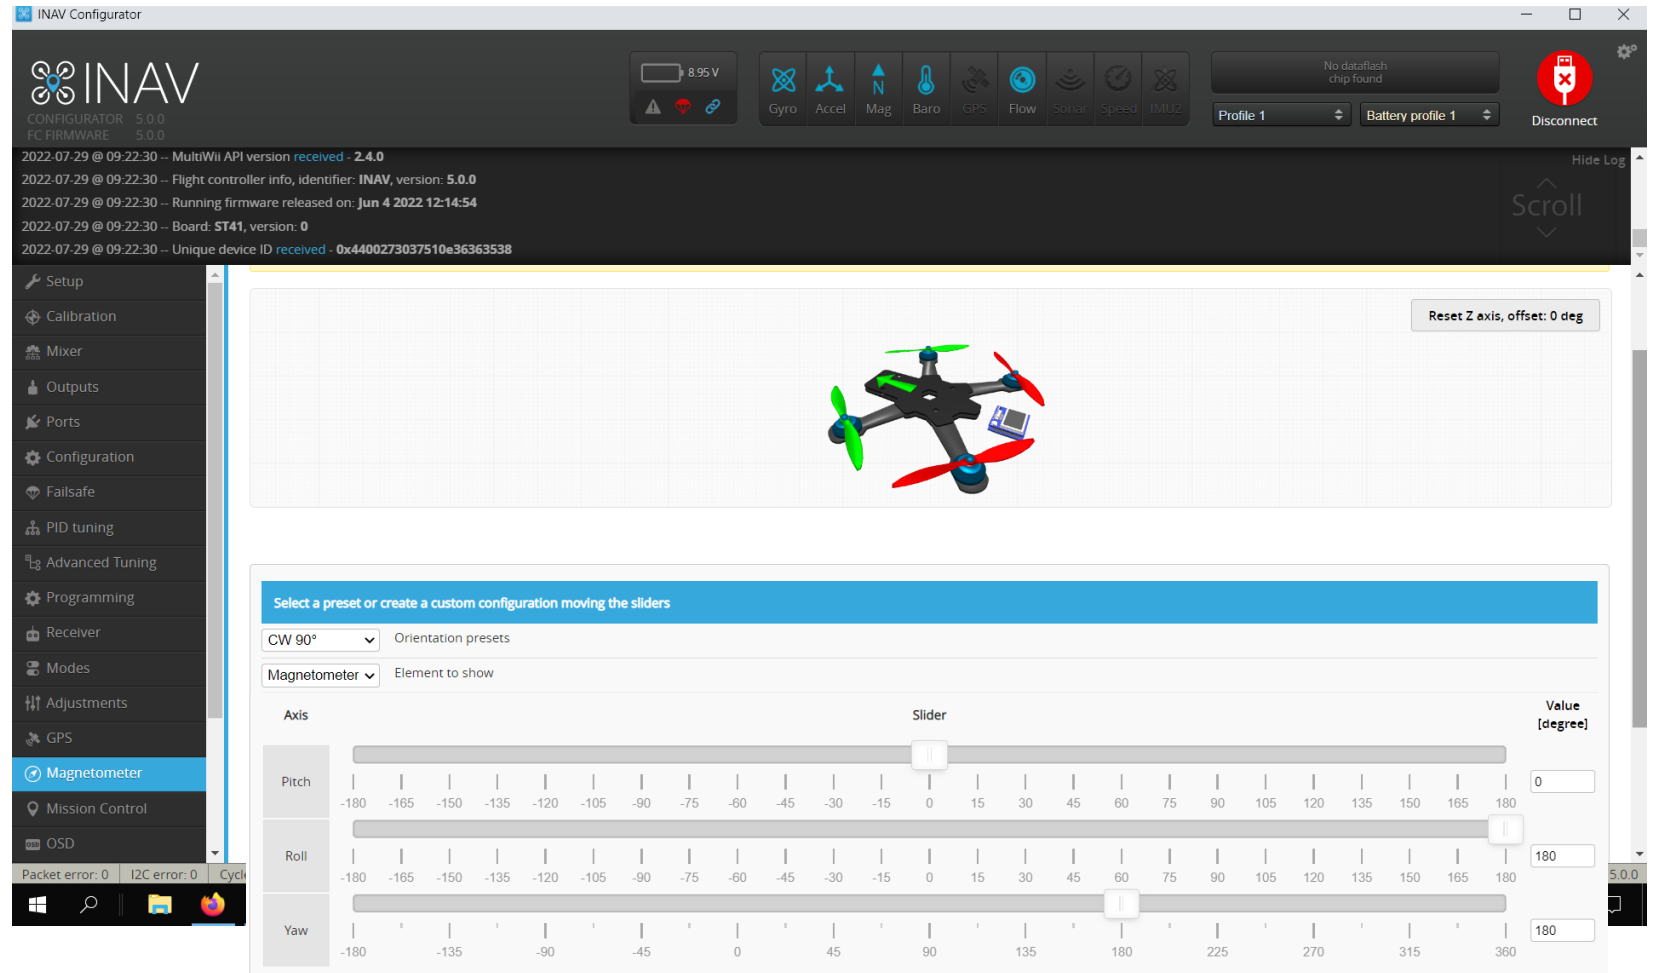 INAV Configurator
INAV
CONFIGURATOR 5.0.0
FC FIRMWARE 5.0.0
8.95 V
Gyro Accel Mag Baro GPS Flow Sonar Speed IMU2
No dataflash
chip found
Profile 1
Battery profile 1
Disconnect
2022-07-29 @ 09:22:30 -- MultiWii API version received - 2.4.0
2022-07-29 @ 09:22:30 -- Flight controller info, identifier: INAV, version: 5.0.0
2022-07-29 @ 09:22:30 -- Running firmware released on: Jun 4 2022 12:14:54
2022-07-29 @ 09:22:30 -- Board: ST41, version: 0
2022-07-29 @ 09:22:30 -- Unique device ID received - 0x4400273037510e36363538
Hide Log
Scroll
Setup
Calibration
Mixer
Outputs
Ports
Configuration
Failsafe
PID tuning
Advanced Tuning
Programming
Receiver
Modes
Adjustments
GPS
Magnetometer
Mission Control
OSD
Reset Z axis, offset: 0 deg
Select a preset or create a custom configuration moving the sliders
CW 90° Orientation presets
Magnetometer Element to show
Axis Slider Value
[degree]
Pitch 0
-180 -165 -150 -135 -120 -105 -90 -75 -60 -45 -30 -15 0 15 30 45 60 75 90 105 120 135 150 165 180
Roll 180
-180 -165 -150 -135 -120 -105 -90 -75 -60 -45 -30 -15 0 15 30 45 60 75 90 105 120 135 150 165 180
Yaw 180
-180 -135 -90 -45 0 45 90 135 180 225 270 315 360
Packet error: 0 I2C error: 0 Cycl
5.0.0